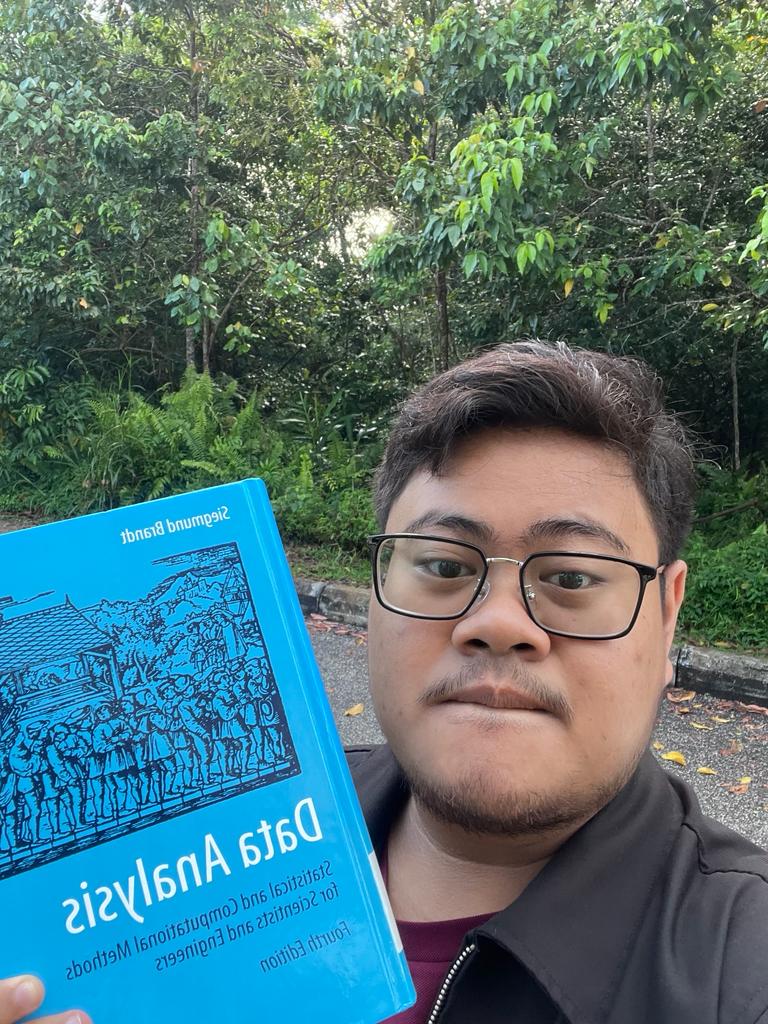 Siegmund Brandt
Data Analysis
Statistical and Computational Methods
for Scientists and Engineers
Fourth Edition